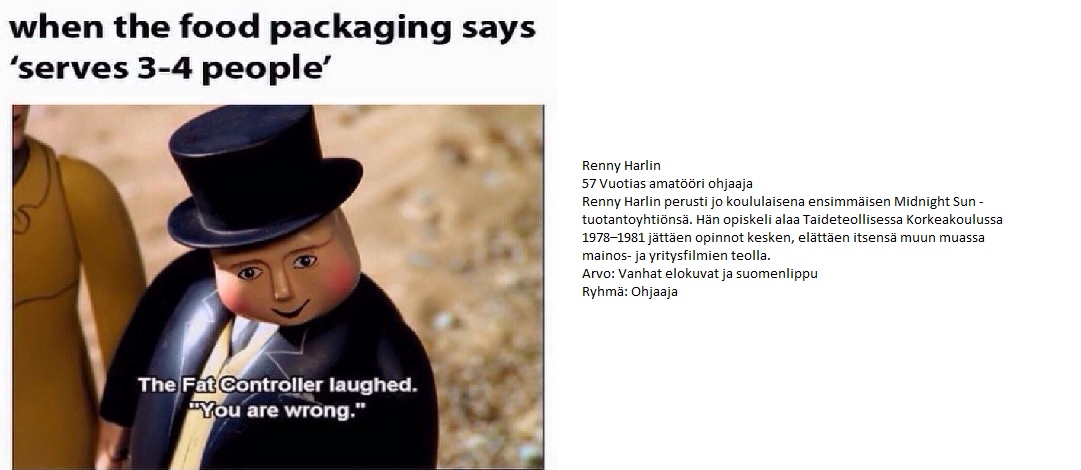 when the food packaging says
‘serves 3-4 people’
The Fat Controller laughed.
"You are wrong."
Renny Harlin
57 Vuotias amatööri ohjaaja
Renny Harlin perusti jo koululaisena ensimmäisen Midnight Sun -
tuotantoyhtiönsä. Hän opiskeli alaa Taideteollisessa Korkeakoulussa
1978–1981 jättäen opinnot kesken, elättäen itsensä muun muassa
mainos- ja yritysfilmien teolla.
Arvo: Vanhat elokuvat ja suomenlippu
Ryhmä: Ohjaaja